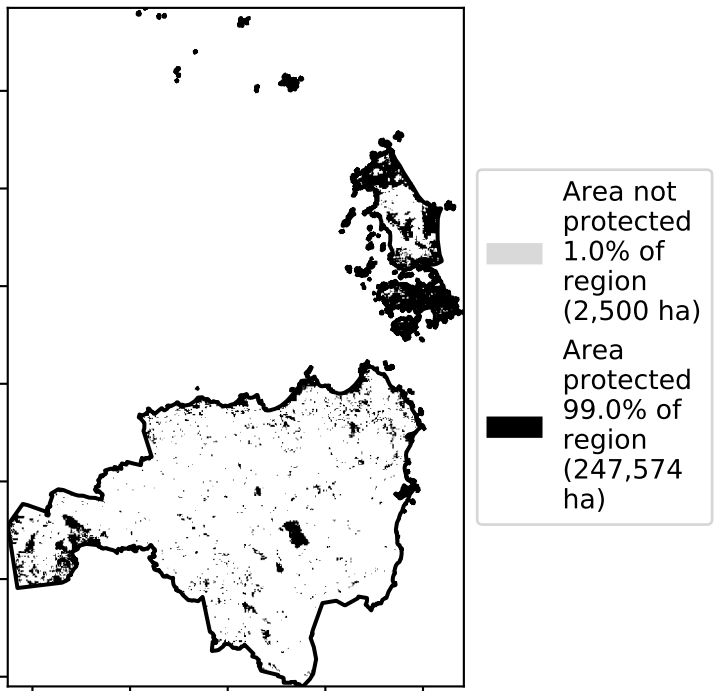 Area not
protected
1.0% of
region
(2,500 ha)
Area
protected
99.0% of
region
(247,574
ha)